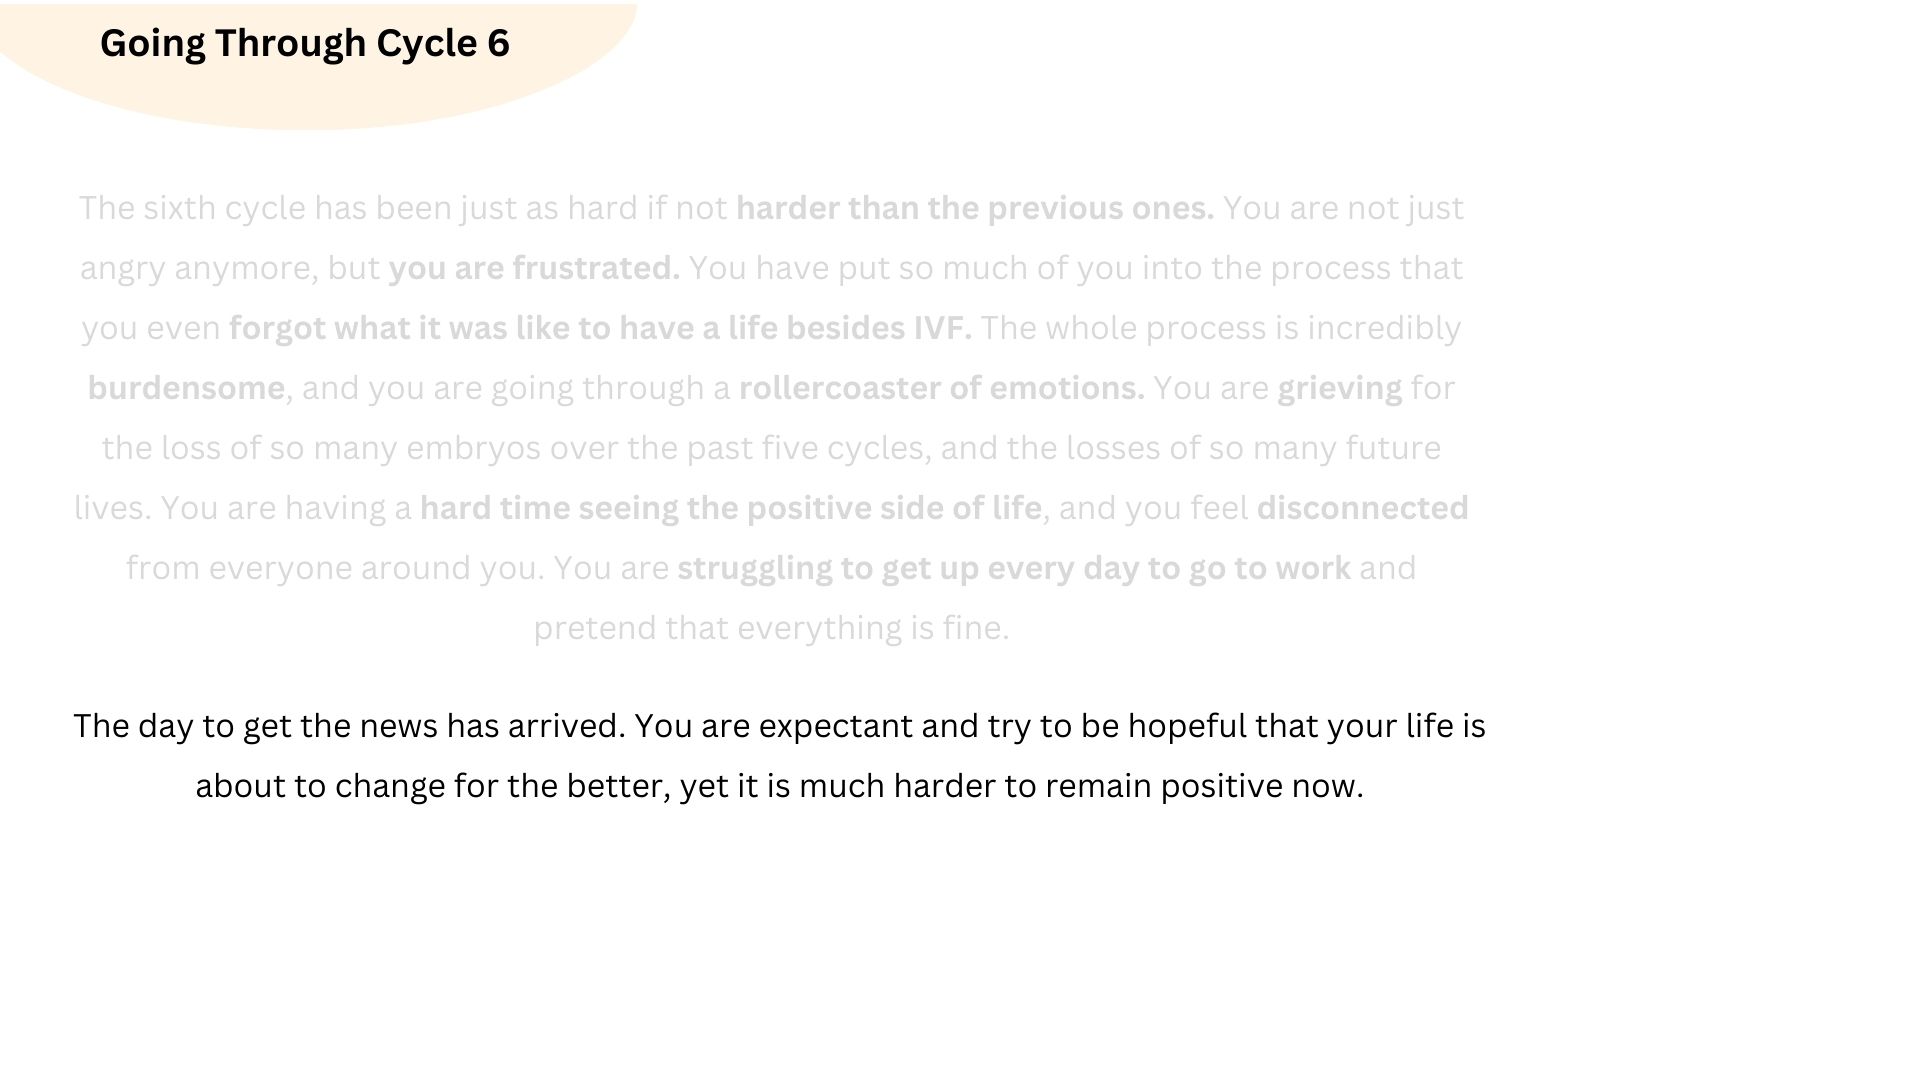 Going Through Cycle 6
The sixth cycle has been just as hard if not harder than the previous ones. You are not just
angry anymore, but you are frustrated. You have put so much of you into the process that
you even forgot what it was like to have a life besides IVF. The whole process is incredibly
burdensome, and you are going through a rollercoaster of emotions. You are grieving for
the loss of so many embryos over the past five cycles, and the losses of so many future
lives. You are having a hard time seeing the positive side of life, and you feel disconnected
from everyone around you. You are struggling to get up every day to go to work and
pretend that everything is fine.
The day to get the news has arrived. You are expectant and try to be hopeful that your life is
about to change for the better, yet it is much harder to remain positive now.